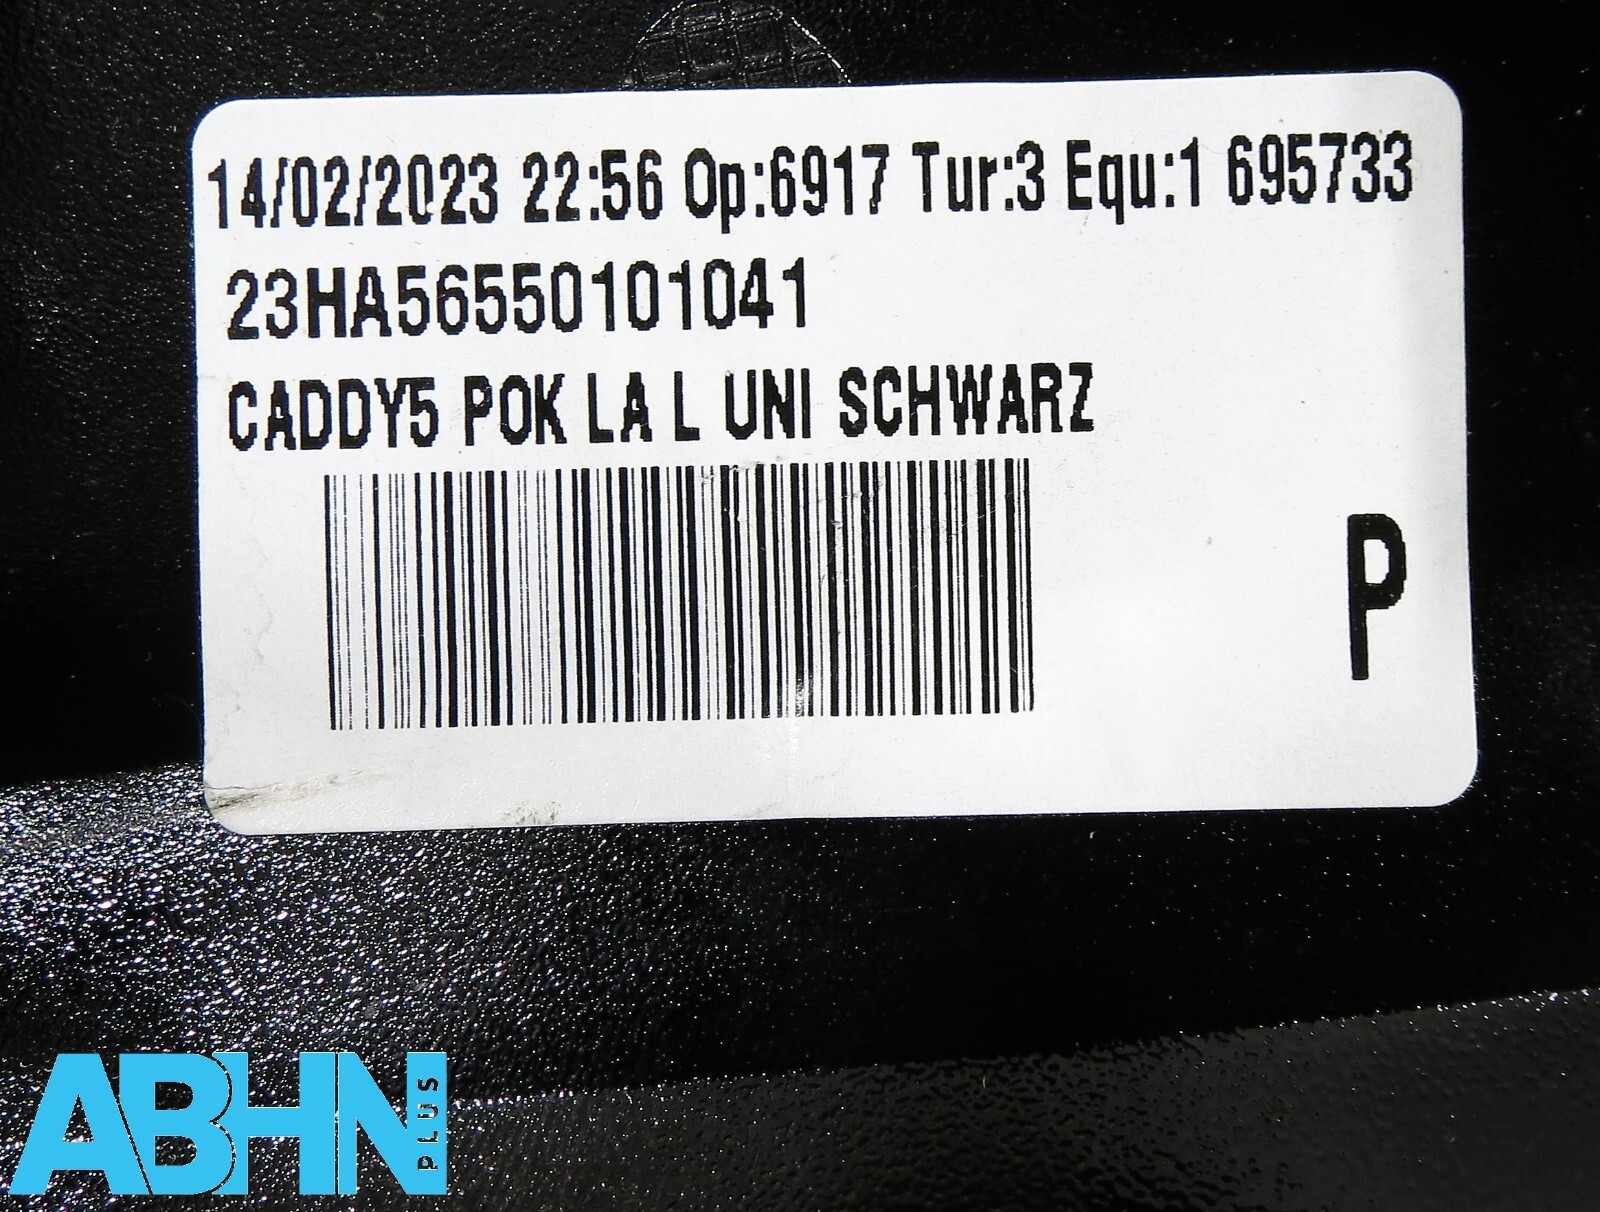 14/02/2023 22:56 Op:6917 Tur:3 Equ:1 695733
23HA56550101041
CADDY5 POK LA L UNI SCHWARZ
P
ABHN
PLUS